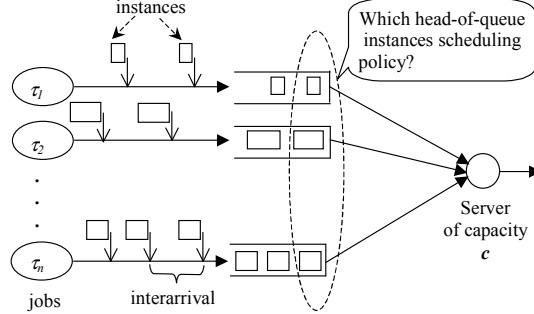 instances
Which head-of-queue
instances scheduling
policy?
τ1
τ2
.
.
.
τn
jobs
interarrival
Server
of capacity
c